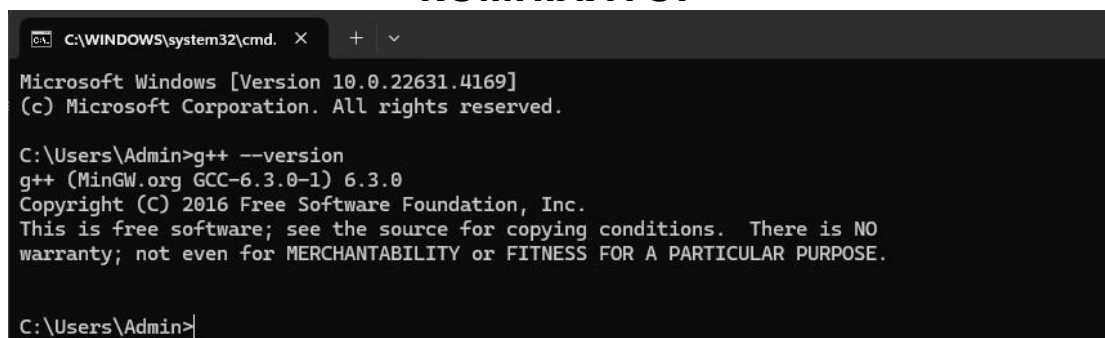 C:\WINDOWS\system32\cmd.
Microsoft Windows [Version 10.0.22631.4169]
(c) Microsoft Corporation. All rights reserved.
C:\Users\Admin>g++ --version
g++ (MinGW.org GCC-6.3.0-1) 6.3.0
Copyright (C) 2016 Free Software Foundation, Inc.
This is free software; see the source for copying conditions.  There is NO
warranty; not even for MERCHANTABILITY or FITNESS FOR A PARTICULAR PURPOSE.
C:\Users\Admin>